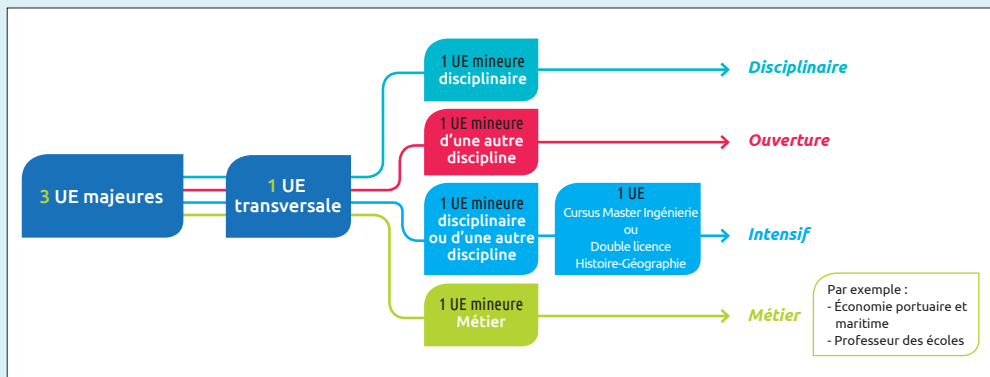 3 UE majeures
1 UE
transversale
1 UE mineure
disciplinaire
Disciplinaire
1 UE mineure
d'une autre
discipline
Ouverture
1 UE mineure
disciplinaire
ou d'une autre
discipline
1 UE
Cursus Master Ingénierie
ou
Double licence
Histoire-Géographie
Intensif
1 UE mineure
Métier
Métier
Par exemple :
- Économie portuaire et
maritime
- Professeur des écoles